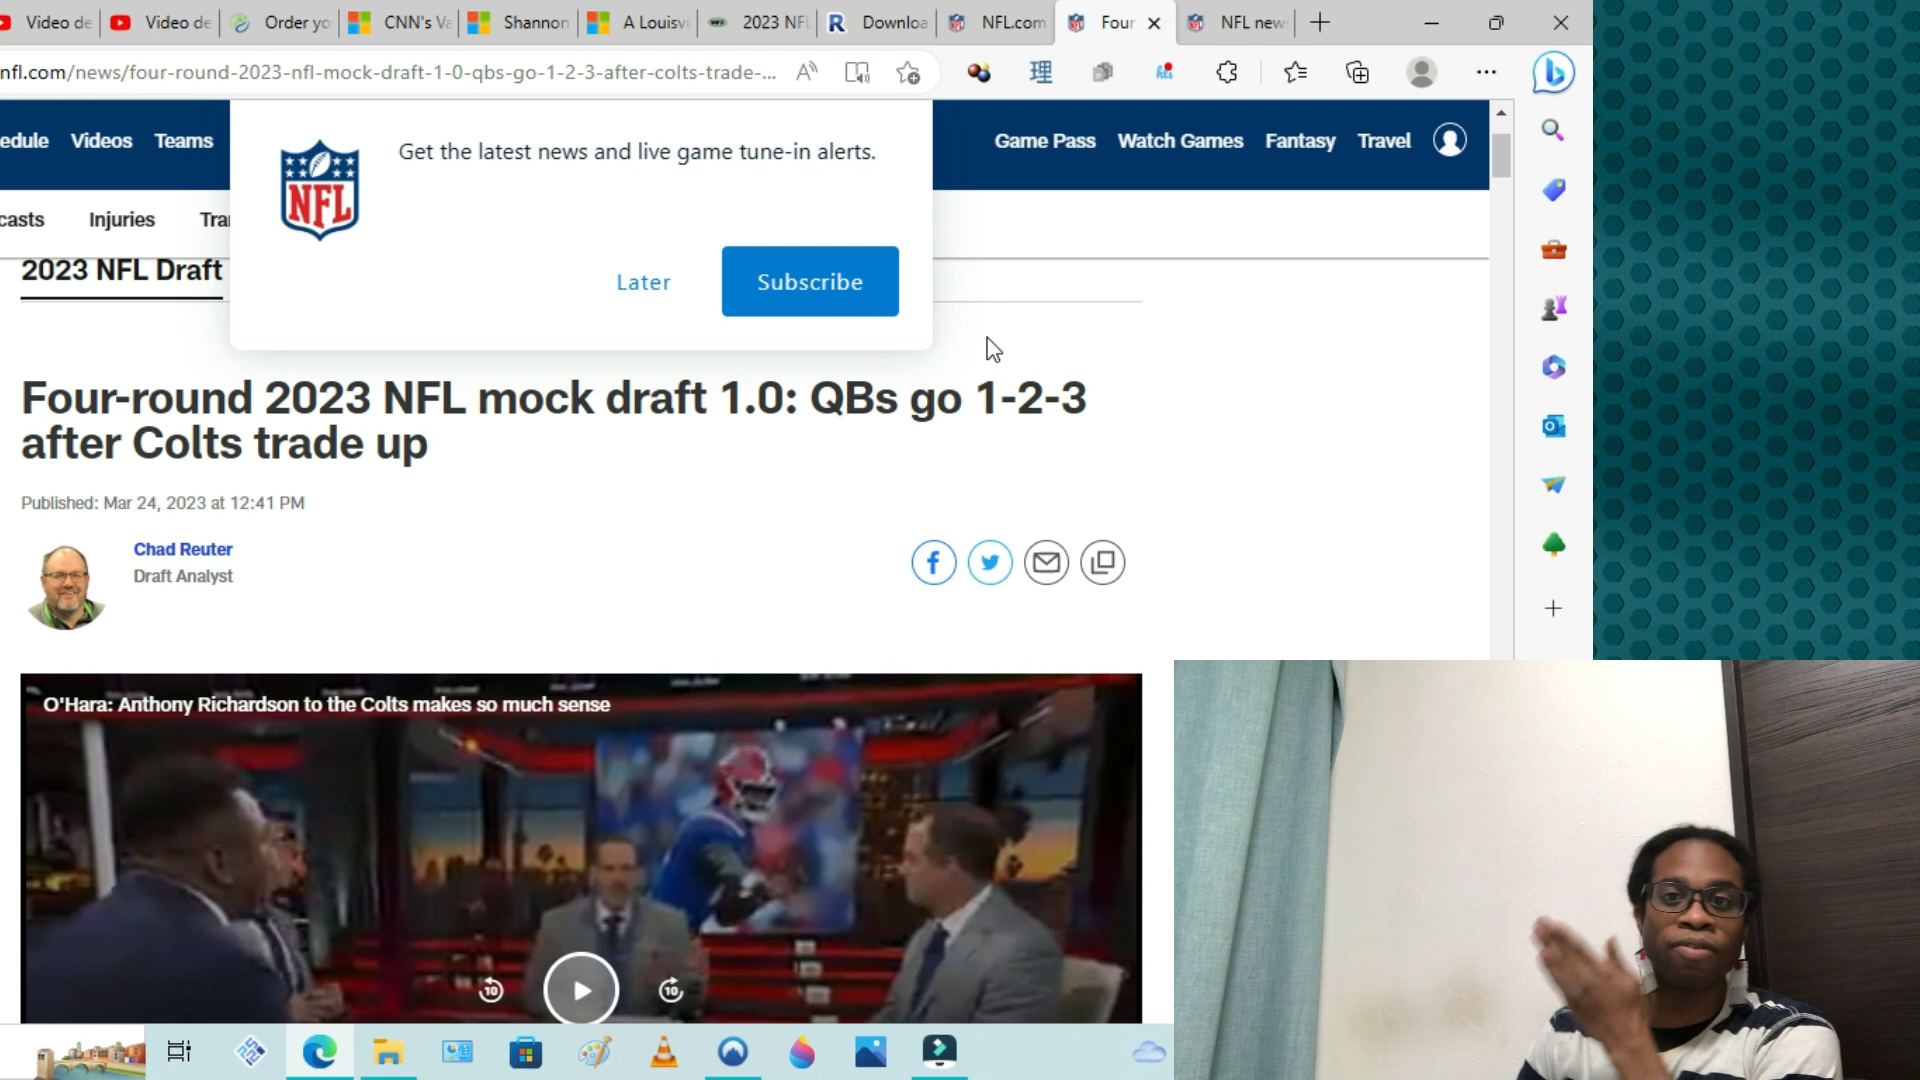 Video de
Video de
Order yo
CNN's Va
Shannon
A Louisvi
2023 NFL
Downloa
NFL.com
Four
NFL new
nfl.com/news/four-round-2023-nfl-mock-draft-1-0-qbs-go-1-2-3-after-colts-trade-...
理
hls
edule Videos Teams
Game Pass Watch Games Fantasy Travel
Get the latest news and live game tune-in alerts.
NFL
Later Subscribe
casts Injuries Tra
2023 NFL Draft
Four-round 2023 NFL mock draft 1.0: QBs go 1-2-3
after Colts trade up
Published: Mar 24, 2023 at 12:41 PM
Chad Reuter
Draft Analyst
O'Hara: Anthony Richardson to the Colts makes so much sense
10 10